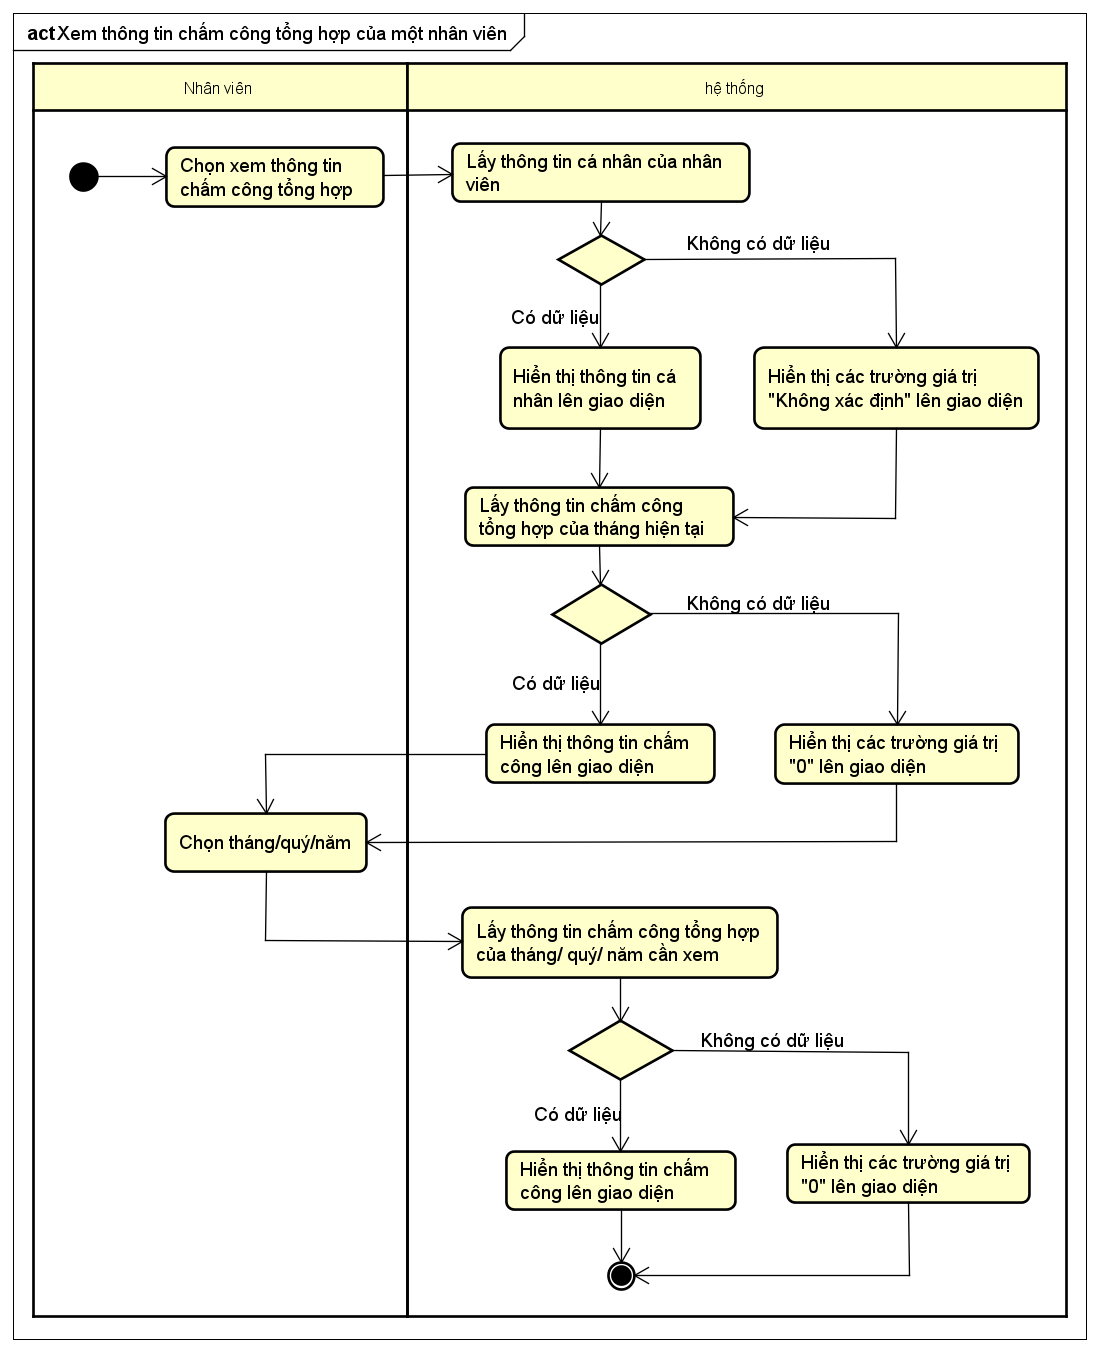 act Xem thông tin chấm công tổng hợp của một nhân viên
Nhân viên
hệ thống
Chọn xem thông tin
chấm công tổng hợp
Lấy thông tin cá nhân của nhân
viên
Không có dữ liệu
Có dữ liệu
Hiển thị thông tin cá
nhân lên giao diện
Hiển thị các trường giá trị
"Không xác định" lên giao diện
Lấy thông tin chấm công
tổng hợp của tháng hiện tại
Không có dữ liệu
Có dữ liệu
Hiển thị thông tin chấm
công lên giao diện
Hiển thị các trường giá trị
"0" lên giao diện
Chọn tháng/quý/năm
Lấy thông tin chấm công tổng hợp
của tháng/ quý/ năm cần xem
Không có dữ liệu
Có dữ liệu
Hiển thị thông tin chấm
công lên giao diện
Hiển thị các trường giá trị
"0" lên giao diện